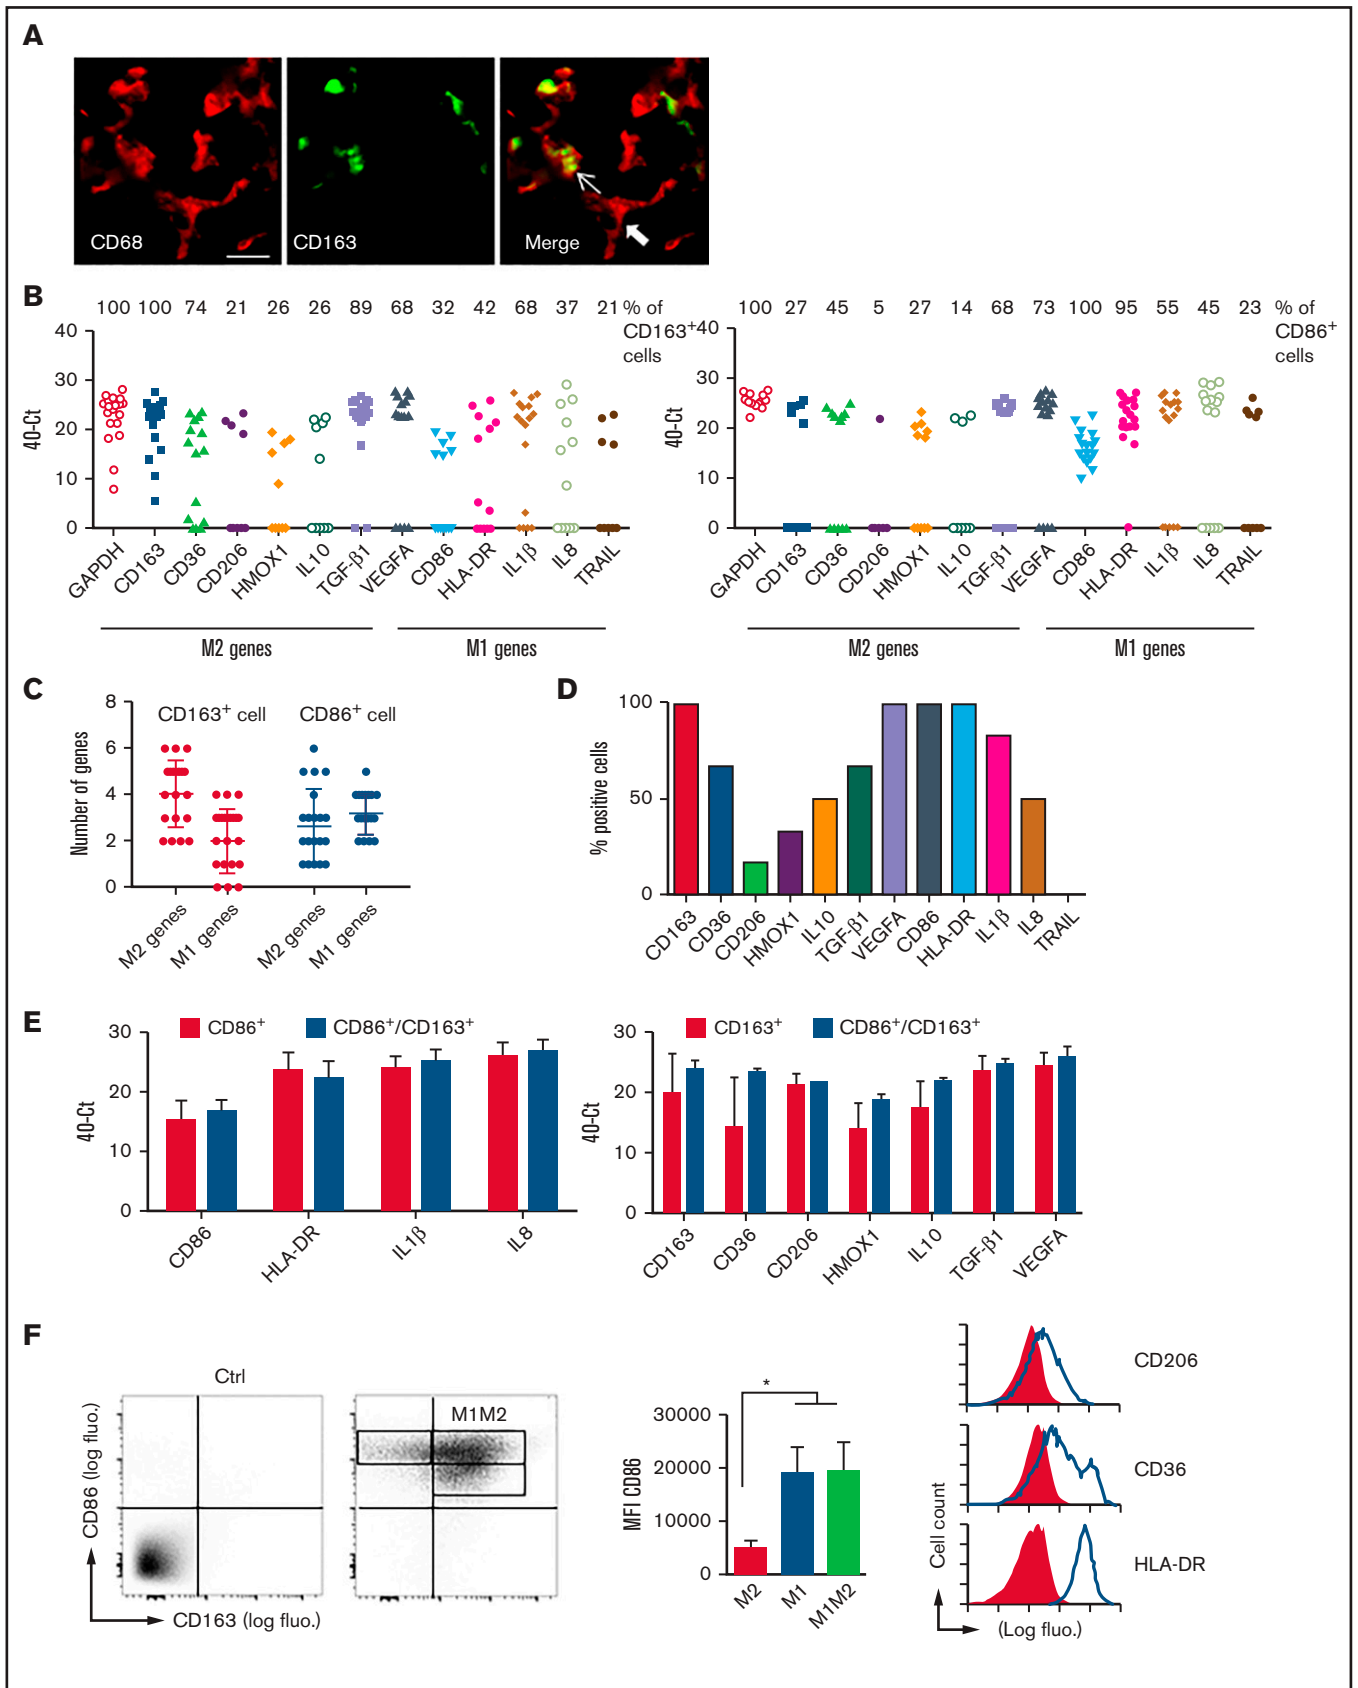 A
CD68
CD163
Merge
B
100 100 74 21 26 26 89 68 32 42 68 37 21 % of CD163+ cells
40
30
20
10
0
40-Ct
GAPDH CD163 CD36 CD206 HMOX1 IL10 TGF-β1 VEGFA CD86 HLA-DR IL1β IL8 TRAIL
M2 genes
M1 genes
100 27 45 5 27 14 68 73 100 95 55 45 23 % of CD86+ cells
40
30
20
10
0
40-Ct
GAPDH CD163 CD36 CD206 HMOX1 IL10 TGF-β1 VEGFA CD86 HLA-DR IL1β IL8 TRAIL
M2 genes
M1 genes
C
8
6
4
2
0
Number of genes
CD163+ cell
CD86+ cell
M2 genes M1 genes M2 genes M1 genes
D
100
50
0
% positive cells
CD163 CD36 CD206 HMOX1 IL10 TGF-β1 VEGFA CD86 HLA-DR IL1β IL8 TRAIL
E
CD86+
CD86+/CD163+
30
20
10
0
40-Ct
CD86 HLA-DR IL1β IL8
CD163+
CD86+/CD163+
30
20
10
0
40-Ct
CD163 CD36 CD206 HMOX1 IL10 TGF-β1 VEGFA
F
Ctrl
M1M2
CD86 (log fluo.)
CD163 (log fluo.)
*
30000
20000
10000
0
MFI CD86
M2 M1 M1M2
CD206
CD36
HLA-DR
Cell count
(Log fluo.)